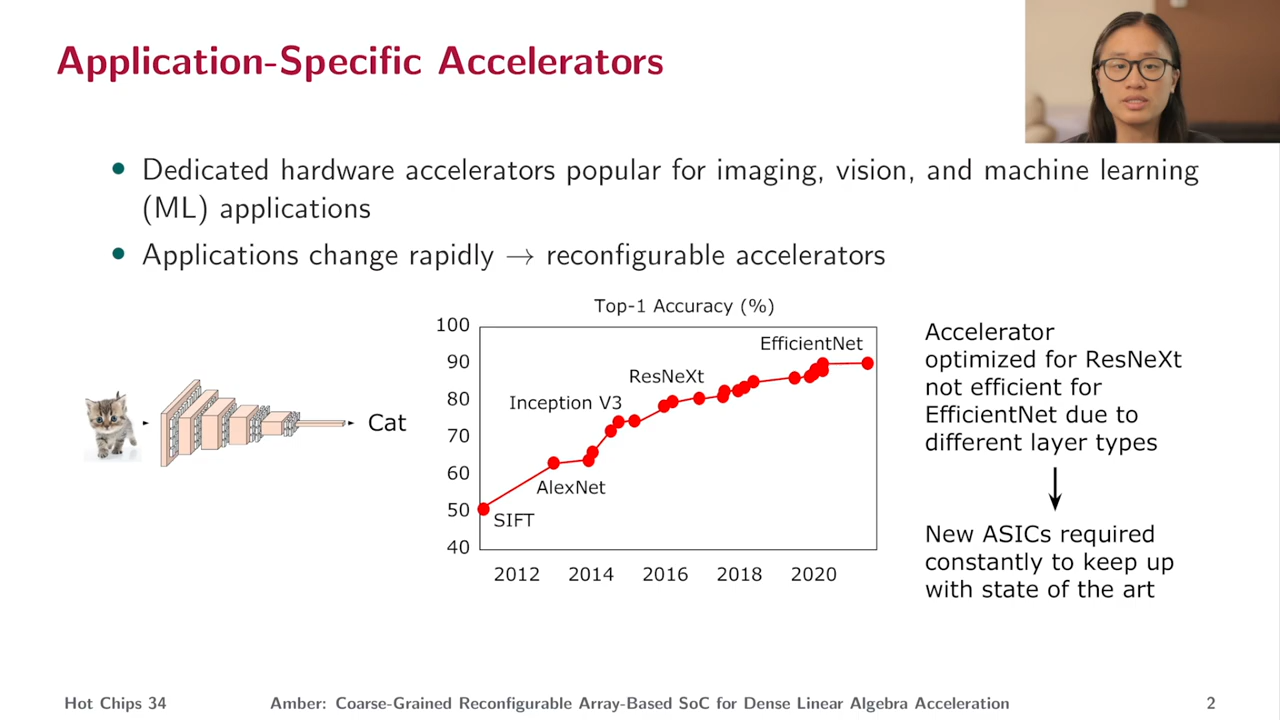 Application-Specific Accelerators
• Dedicated hardware accelerators popular for imaging, vision, and machine learning
(ML) applications
• Applications change rapidly → reconfigurable accelerators
Cat
Top-1 Accuracy (%)
100
90
80
70
60
50
40
EfficientNet
ResNeXt
Inception V3
AlexNet
SIFT
2012 2014 2016 2018 2020
Accelerator
optimized for ResNeXt
not efficient for
EfficientNet due to
different layer types
New ASICs required
constantly to keep up
with state of the art
Hot Chips 34 Amber: Coarse-Grained Reconfigurable Array-Based SoC for Dense Linear Algebra Acceleration 2